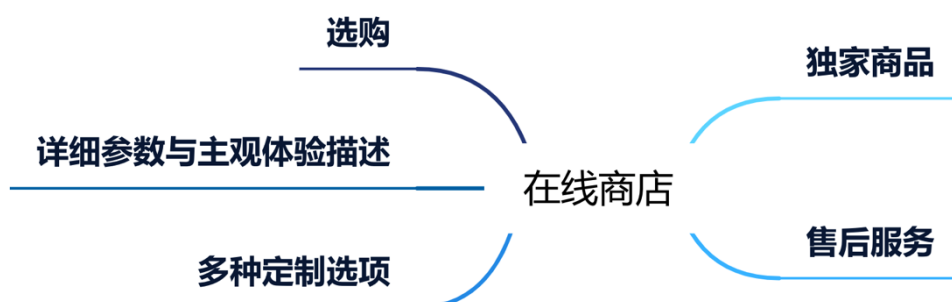 选购
独家商品
详细参数与主观体验描述
在线商店
售后服务
多种定制选项